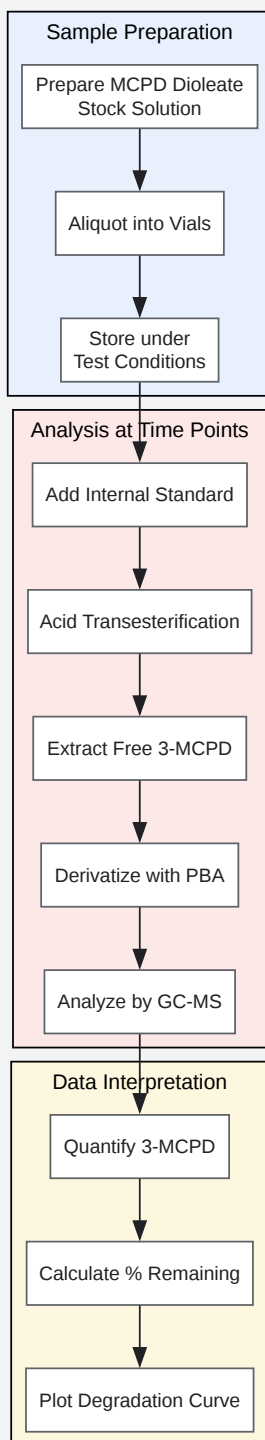 Sample Preparation
Prepare MCPD Dioleate
Stock Solution
Aliquot into Vials
Store under
Test Conditions
Analysis at Time Points
Add Internal Standard
Acid Transesterification
Extract Free 3-MCPD
Derivatize with PBA
Analyze by GC-MS
Data Interpretation
Quantify 3-MCPD
Calculate % Remaining
Plot Degradation Curve